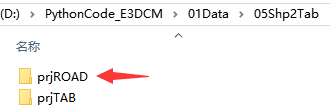 (D:) › PythonCode_E3DCM › 01Data › 05Shp2Tab
名称
prjROAD
prjTAB